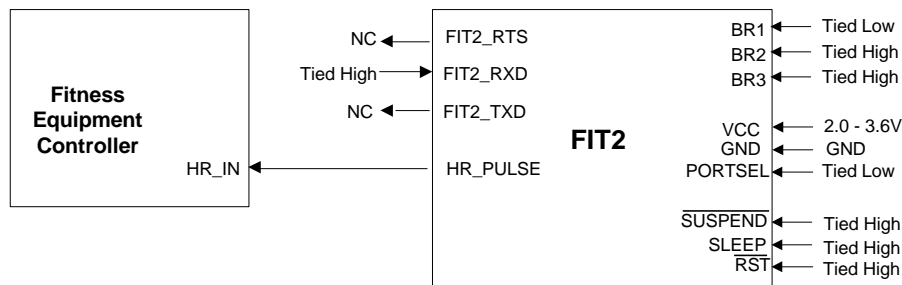 Fitness
Equipment
Controller
HR_IN
NC
Tied High
NC
FIT2_RTS
FIT2_RXD
FIT2_TXD
HR_PULSE
FIT2
BR1
BR2
BR3
VCC
GND
PORTSEL
SUSPEND
SLEEP
RST
Tied Low
Tied High
Tied High
2.0 - 3.6V
GND
Tied Low
Tied High
Tied High
Tied High